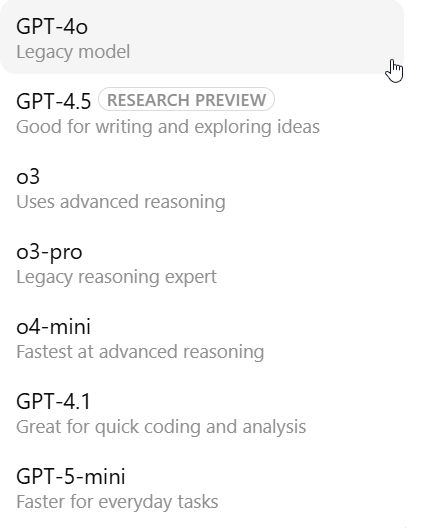 GPT-4o
Legacy model
GPT-4.5 RESEARCH PREVIEW
Good for writing and exploring ideas
o3
Uses advanced reasoning
o3-pro
Legacy reasoning expert
o4-mini
Fastest at advanced reasoning
GPT-4.1
Great for quick coding and analysis
GPT-5-mini
Faster for everyday tasks